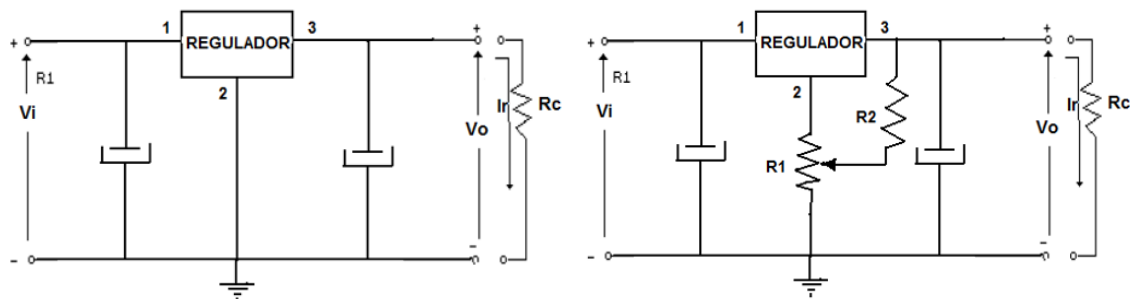 1 REGULADOR 3
+ +
R1 2 Ir Rc
Vi Vo
- -
1 REGULADOR 3
+ +
R1 2 R2 Ir Rc
Vi Vo
R1
- -